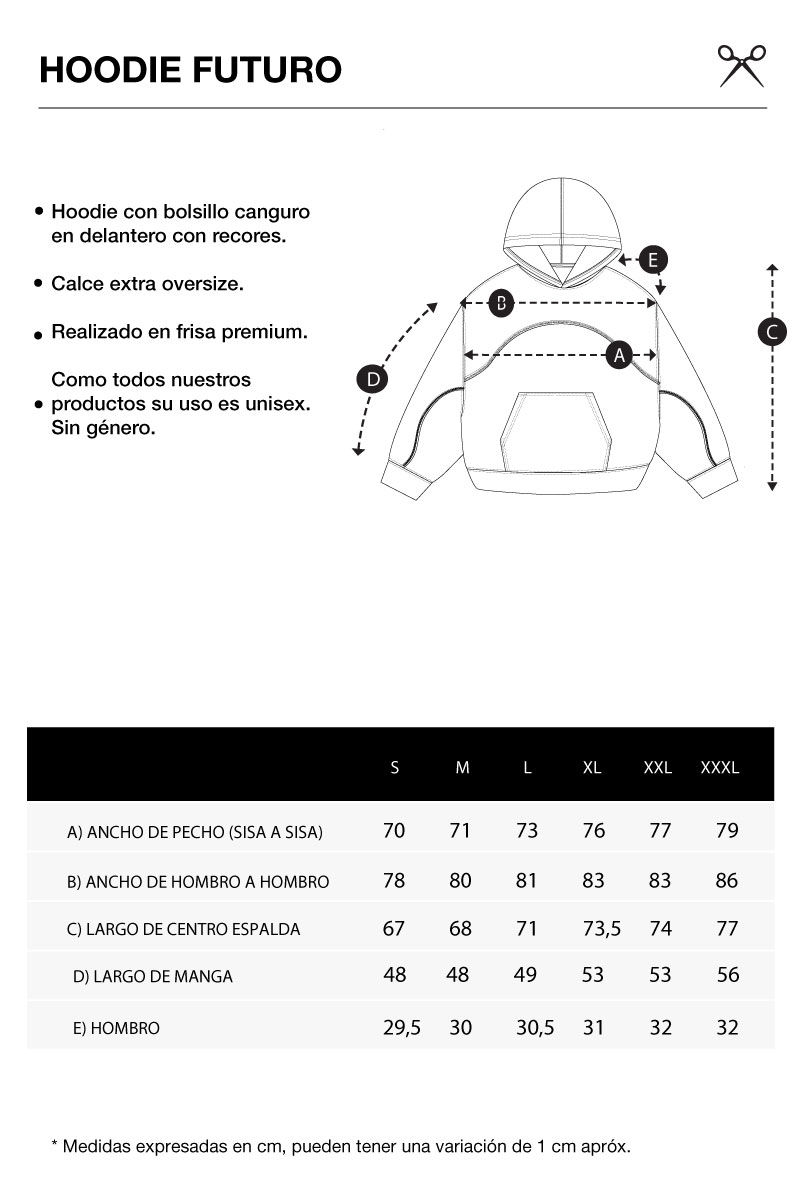 HOODIE FUTURO
• Hoodie con bolsillo canguro
en delantero con recores.
• Calce extra oversize.
• Realizado en frisa premium.
Como todos nuestros
• productos su uso es unisex.
Sin género.
E
B
C
A
D
S M L XL XXL XXXL
A) ANCHO DE PECHO (SISA A SISA) 70 71 73 76 77 79
B) ANCHO DE HOMBRO A HOMBRO 78 80 81 83 83 86
C) LARGO DE CENTRO ESPALDA 67 68 71 73,5 74 77
D) LARGO DE MANGA 48 48 49 53 53 56
E) HOMBRO 29,5 30 30,5 31 32 32
* Medidas expresadas en cm, pueden tener una variación de 1 cm apróx.